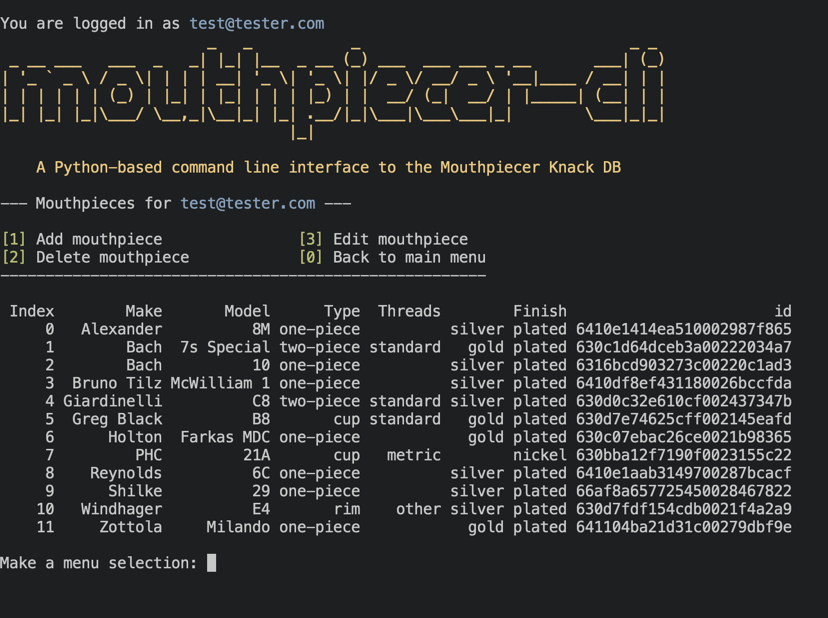 You are logged in as test@tester.com
mouthpiecer-cli
A Python-based command line interface to the Mouthpiecer Knack DB
--- Mouthpieces for test@tester.com ---
[1] Add mouthpiece [3] Edit mouthpiece
[2] Delete mouthpiece [0] Back to main menu
------------------------------------------------------
Index Make Model Type Threads Finish id
0 Alexander 8M one-piece silver plated 6410e1414ea510002987f865
1 Bach 7s Special two-piece standard gold plated 630c1d64dceb3a00222034a7
2 Bach 10 one-piece silver plated 6316bcd903273c00220c1ad3
3 Bruno Tilz McWilliam 1 one-piece silver plated 6410df8ef431180026bccfda
4 Giardinelli C8 two-piece standard silver plated 630d0c32e610cf002437347b
5 Greg Black B8 cup standard gold plated 630d7e74625cff002145eafd
6 Holton Farkas MDC one-piece gold plated 630c07ebac26ce0021b98365
7 PHC 21A cup metric nickel 630bba12f7190f0023155c22
8 Reynolds 6C one-piece silver plated 6410e1aab3149700287bcacf
9 Shilke 29 one-piece silver plated 66af8a657725450028467822
10 Windhager E4 rim other silver plated 630d7fdf154cdb0021f4a2a9
11 Zottola Milando one-piece gold plated 641104ba21d31c00279dbf9e
Make a menu selection: